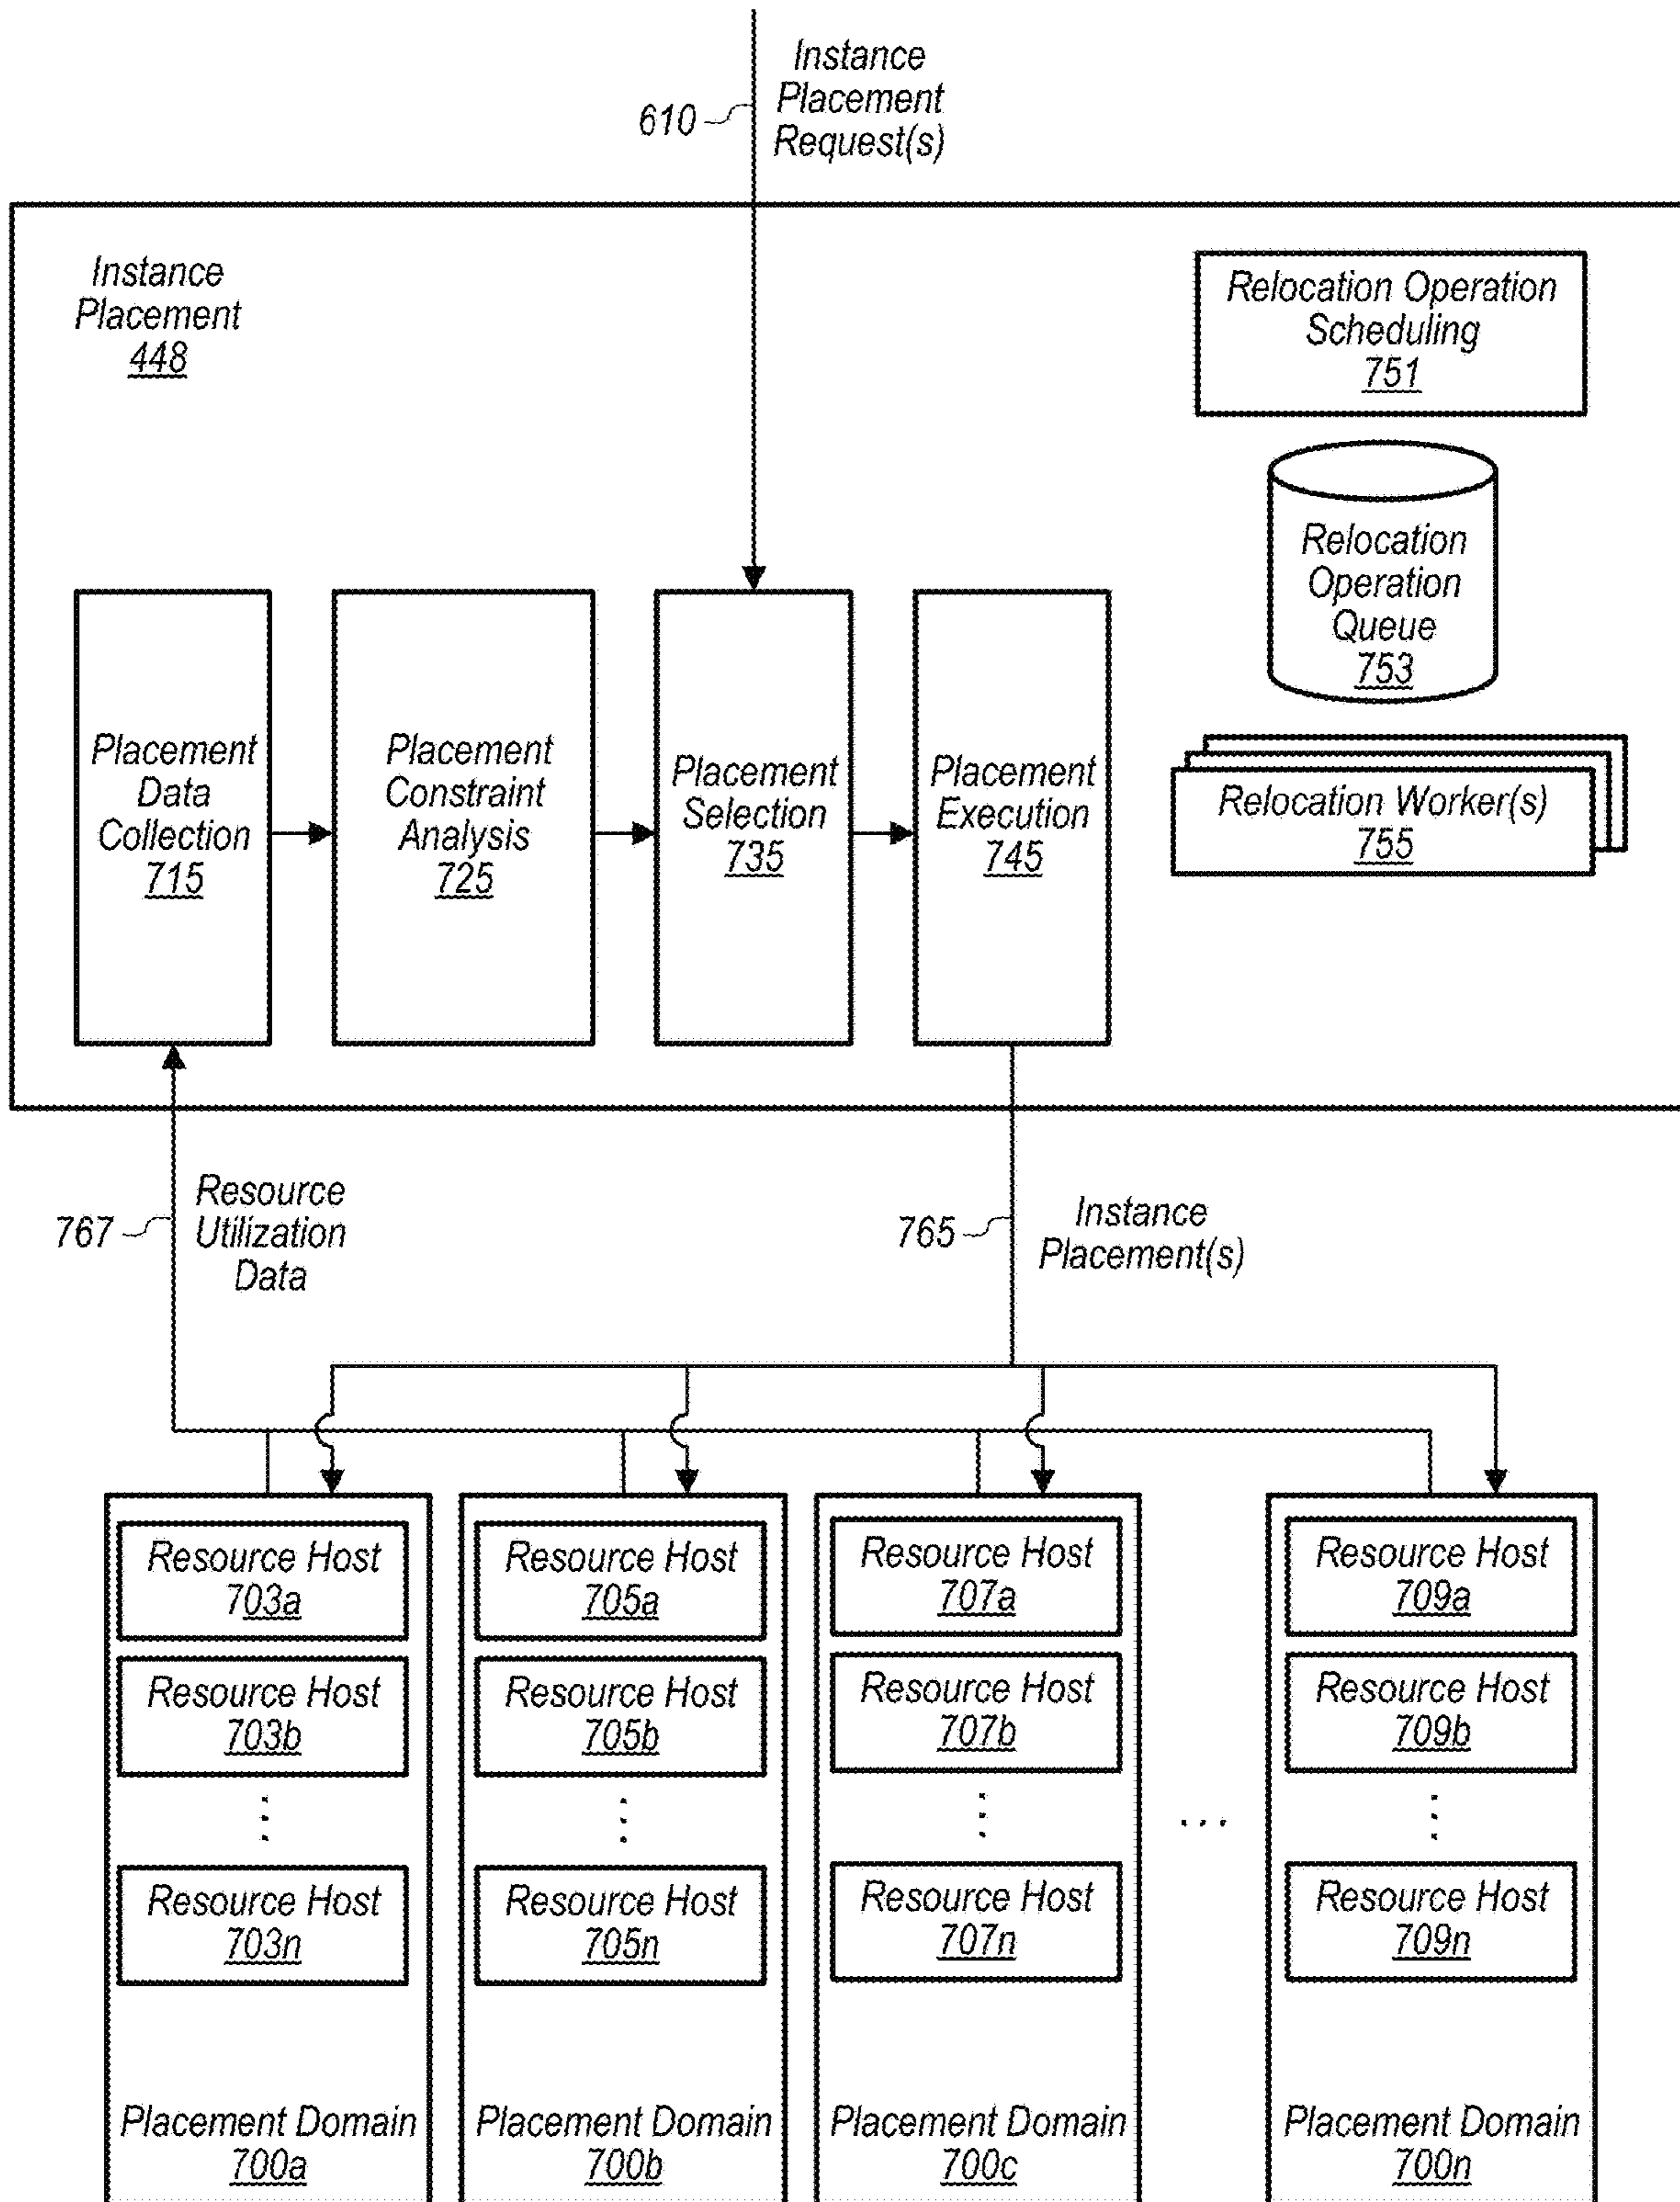 Instance
Placement
Request(s)
610
Instance
Placement
448
Relocation Operation
Scheduling
751
Relocation
Operation
Queue
753
Placement
Data
Collection
715
Placement
Constraint
Analysis
725
Placement
Selection
735
Placement
Execution
745
Relocation Worker(s)
755
767
Resource
Utilization
Data
765
Instance
Placement(s)
Resource Host
703a
Resource Host
703b
Resource Host
703n
Placement Domain
700a
Resource Host
705a
Resource Host
705b
Resource Host
705n
Placement Domain
700b
Resource Host
707a
Resource Host
707b
Resource Host
707n
Placement Domain
700c
...
Resource Host
709a
Resource Host
709b
Resource Host
709n
Placement Domain
700n